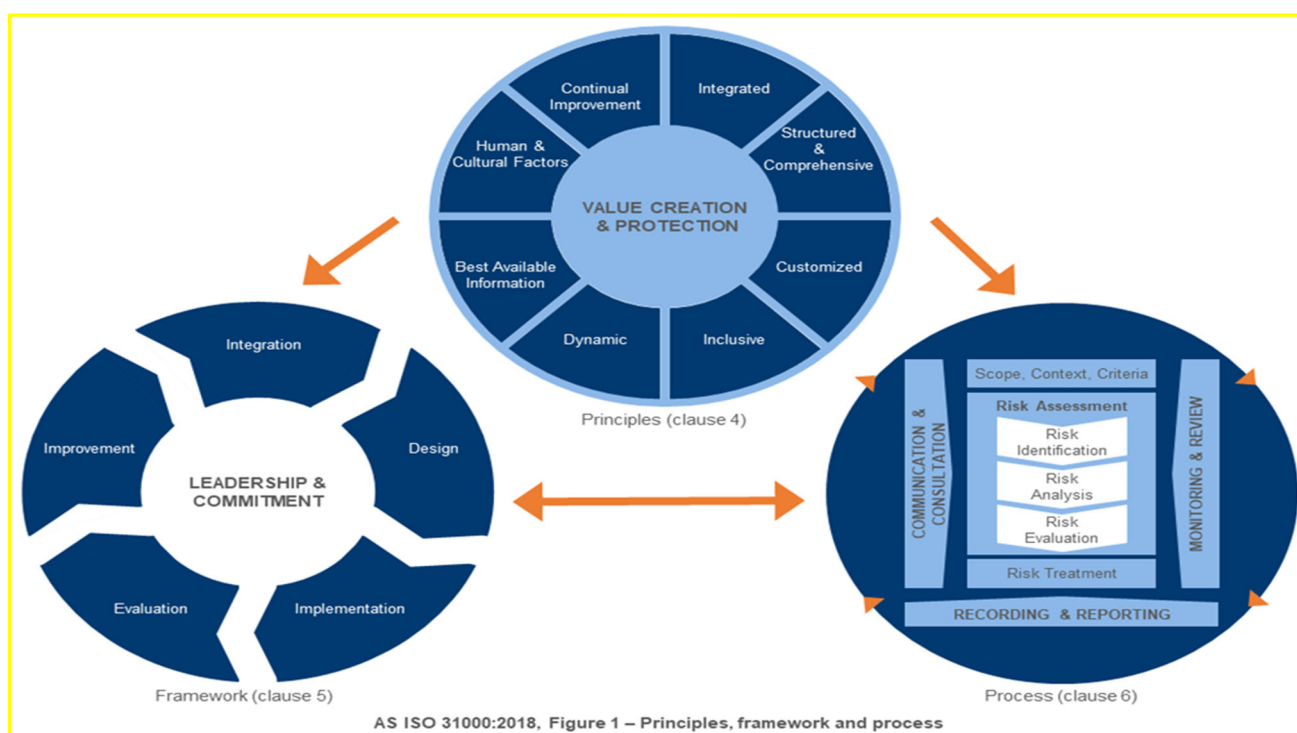 Continual
Improvement
Integrated
Structured
&
Comprehensive
Customized
Inclusive
Dynamic
Best Available
Information
Human &
Cultural Factors
VALUE CREATION
& PROTECTION
Principles (clause 4)
Integration
Design
Implementation
Evaluation
Improvement
LEADERSHIP &
COMMITMENT
Framework (clause 5)
COMMUNICATION &
CONSULTATION
Scope, Context, Criteria
Risk Assessment
Risk
Identification
Risk
Analysis
Risk
Evaluation
Risk Treatment
MONITORING & REVIEW
RECORDING & REPORTING
Process (clause 6)
AS ISO 31000:2018, Figure 1 – Principles, framework and process